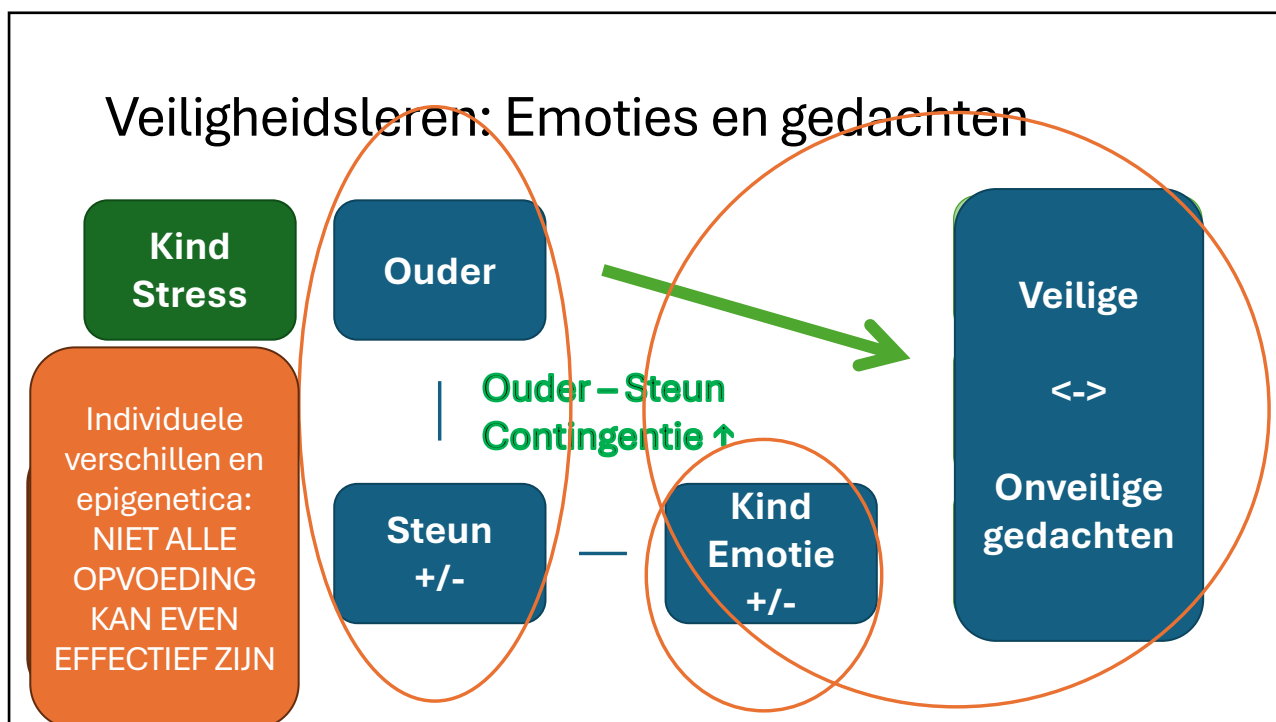 Veiligheidsleren: Emoties en gedachten
Kind
Stress
Ouder
Individuele
verschillen en
epigenetica:
NIET ALLE
OPVOEDING
KAN EVEN
EFFECTIEF ZIJN
Ouder – Steun
Contingentie ↑
Steun
+/-
Kind
Emotie
+/-
Veilige
<->
Onveilige
gedachten